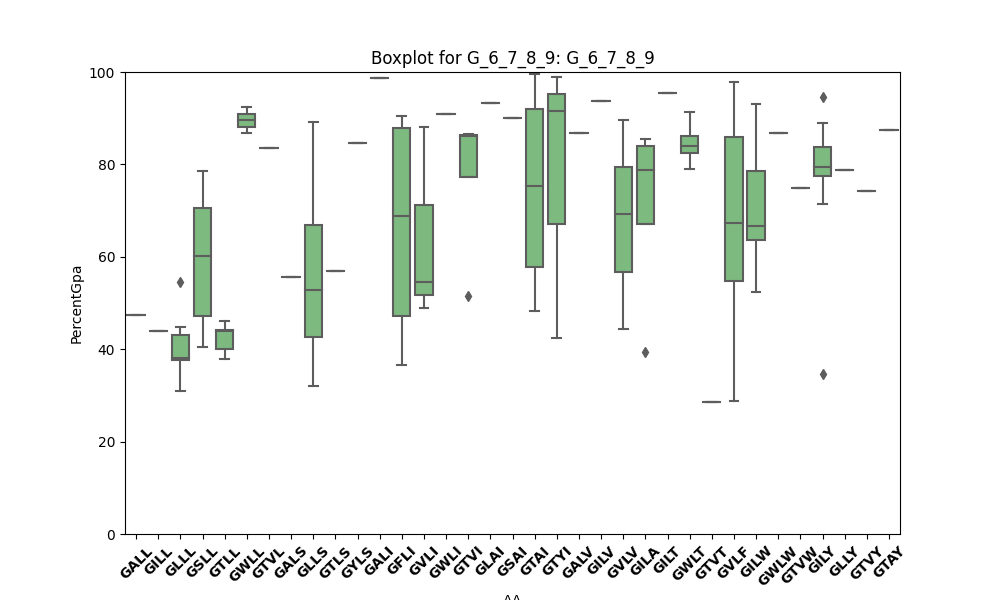 Boxplot for G_6_7_8_9: G_6_7_8_9
100
80
60
40
20
0
PercentGpa
GALL GILL GLLL GSLL GTLL GWLL GTVL GALS GLLS GTLS GYLS GALI GFLI GVLI GWLI GTVI GLAI GSAI GTAI GTYI GALV GILV GVLV GILA GILT GWLT GTVT GVLF GILW GWLW GTVW GILY GLLY GTVY GTAY
AA